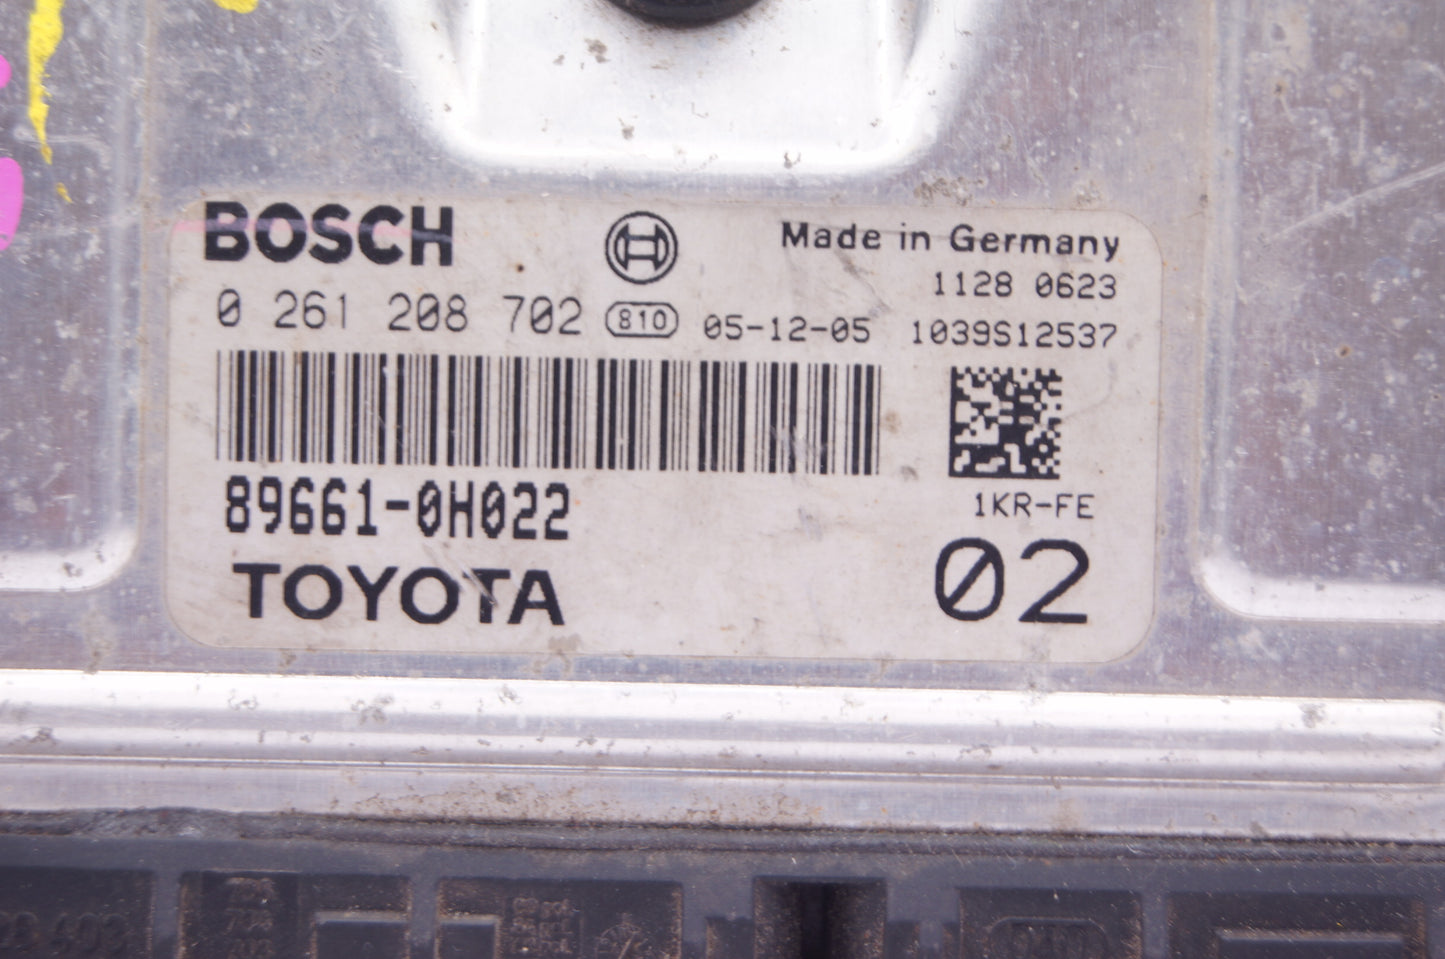 BOSCH
Made in Germany
1128 0623
0 261 208 702 810 05-12-05 1039S12537
89661-0H022
1KR-FE
TOYOTA
02